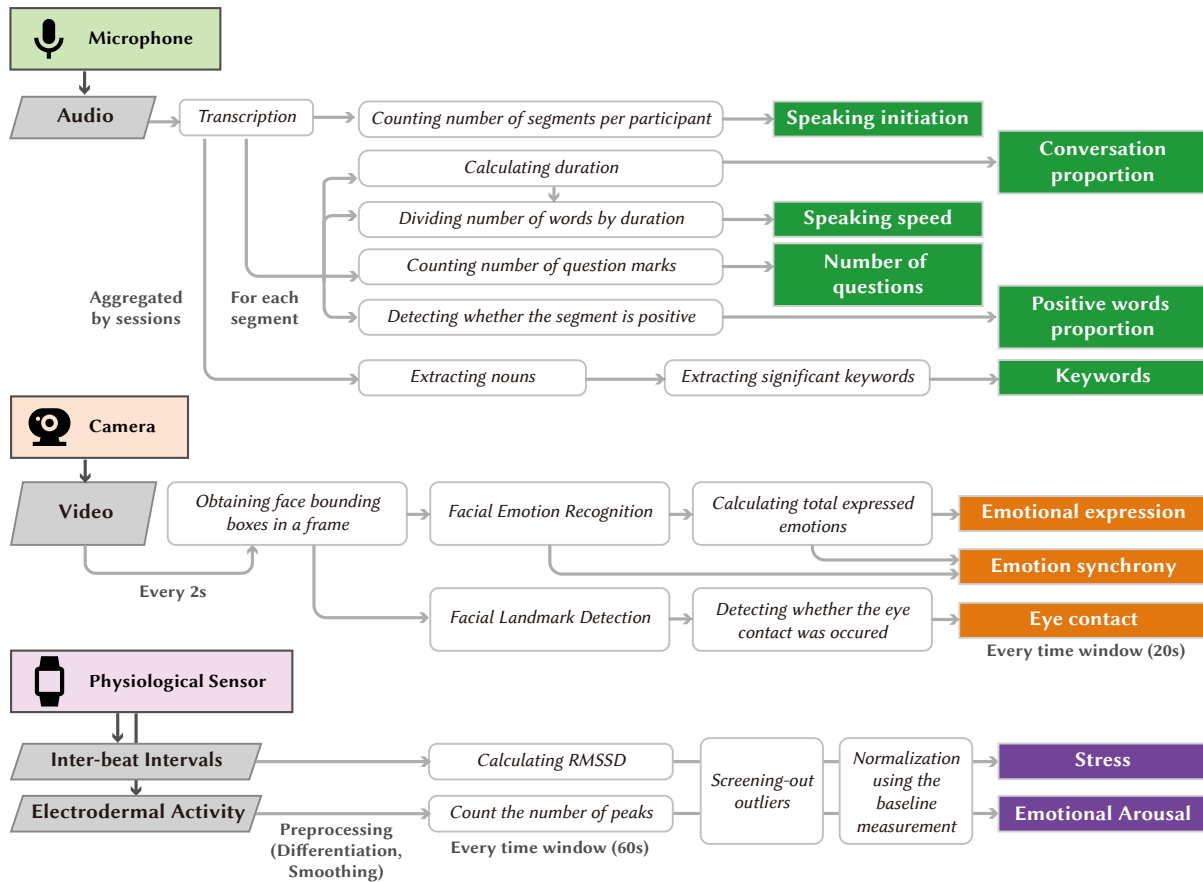 Microphone
Audio
Transcription
Counting number of segments per participant
Speaking initiation
Calculating duration
Conversation
proportion
Dividing number of words by duration
Speaking speed
Counting number of question marks
Number of
questions
Aggregated
by sessions
For each
segment
Detecting whether the segment is positive
Positive words
proportion
Extracting nouns
Extracting significant keywords
Keywords
Camera
Video
Every 2s
Obtaining face bounding
boxes in a frame
Facial Emotion Recognition
Calculating total expressed
emotions
Emotional expression
Emotion synchrony
Facial Landmark Detection
Detecting whether the eye
contact was occured
Eye contact
Every time window (20s)
Physiological Sensor
Inter-beat Intervals
Calculating RMSSD
Screening-out
outliers
Normalization
using the
baseline
measurement
Stress
Electrodermal Activity
Preprocessing
(Differentiation,
Smoothing)
Count the number of peaks
Every time window (60s)
Emotional Arousal